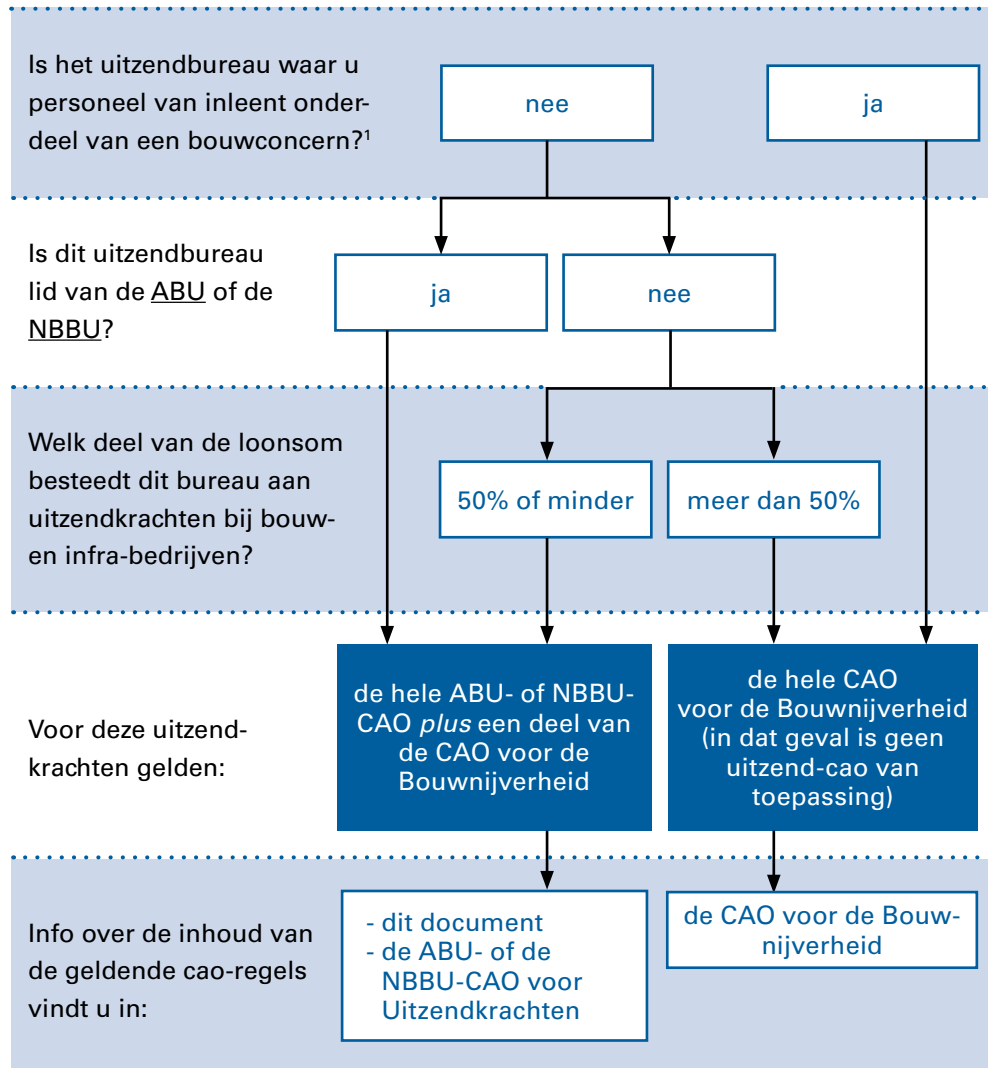 Is het uitzendbureau waar u
personeel van inleent onder-
deel van een bouwconcern?¹
nee
ja
Is dit uitzendbureau
lid van de ABU of de
NBBU?
ja
nee
Welk deel van de loonsom
besteedt dit bureau aan
uitzendkrachten bij bouw-
en infra-bedrijven?
50% of minder
meer dan 50%
Voor deze uitzend-
krachten gelden:
de hele ABU- of NBBU-
CAO plus een deel van
de CAO voor de
Bouwnijverheid
de hele CAO
voor de Bouwnijverheid
(in dat geval is geen
uitzend-cao van
toepassing)
Info over de inhoud van
de geldende cao-regels
vindt u in:
- dit document
- de ABU- of de
NBBU-CAO voor
Uitzendkrachten
de CAO voor de Bouw-
nijverheid